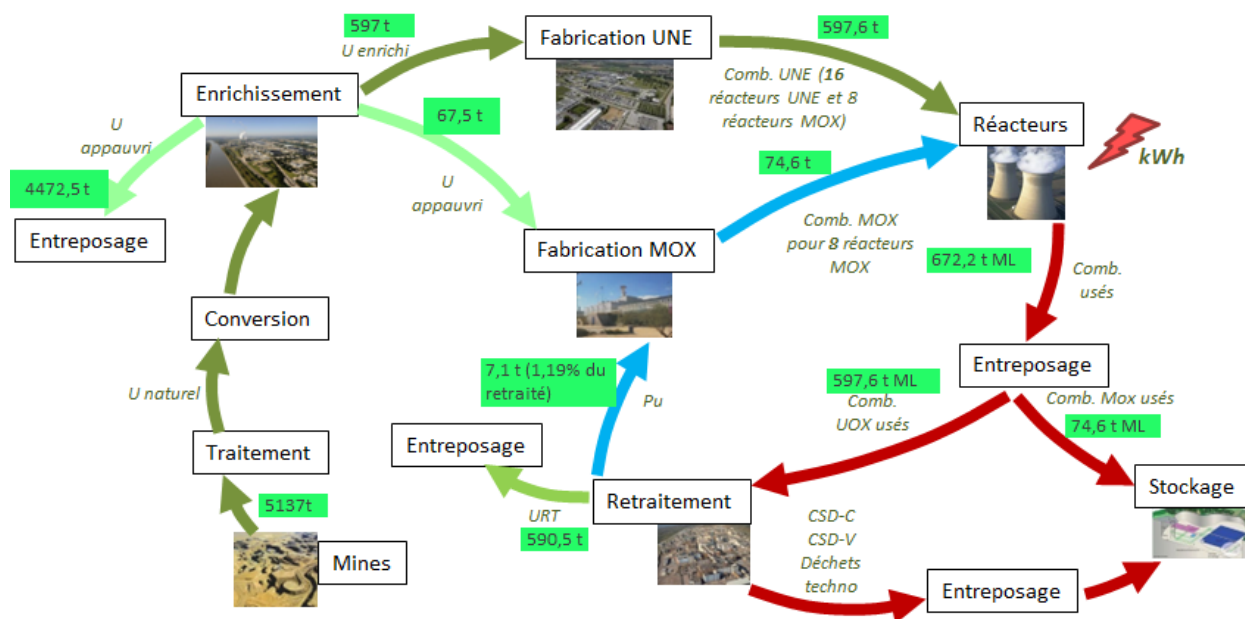 597 t
U enrichi
Fabrication UNE
597,6 t
Comb. UNE (16
réacteurs UNE et 8
réacteurs MOX)
Enrichissement
U
appauvri
67,5 t
U
appauvri
Réacteurs
kWh
74,6 t
4472,5 t
Entreposage
Fabrication MOX
Comb. MOX
pour 8 réacteurs
MOX
672,2 t ML
Comb.
usés
Conversion
7,1 t (1,19% du
retraité)
Pu
Entreposage
597,6 t ML
Comb.
UOX usés
Comb. Mox usés
74,6 t ML
U naturel
Traitement
Entreposage
Retraitement
URT
590,5 t
Stockage
5137t
Mines
CSD-C
CSD-V
Déchets
techno
Entreposage